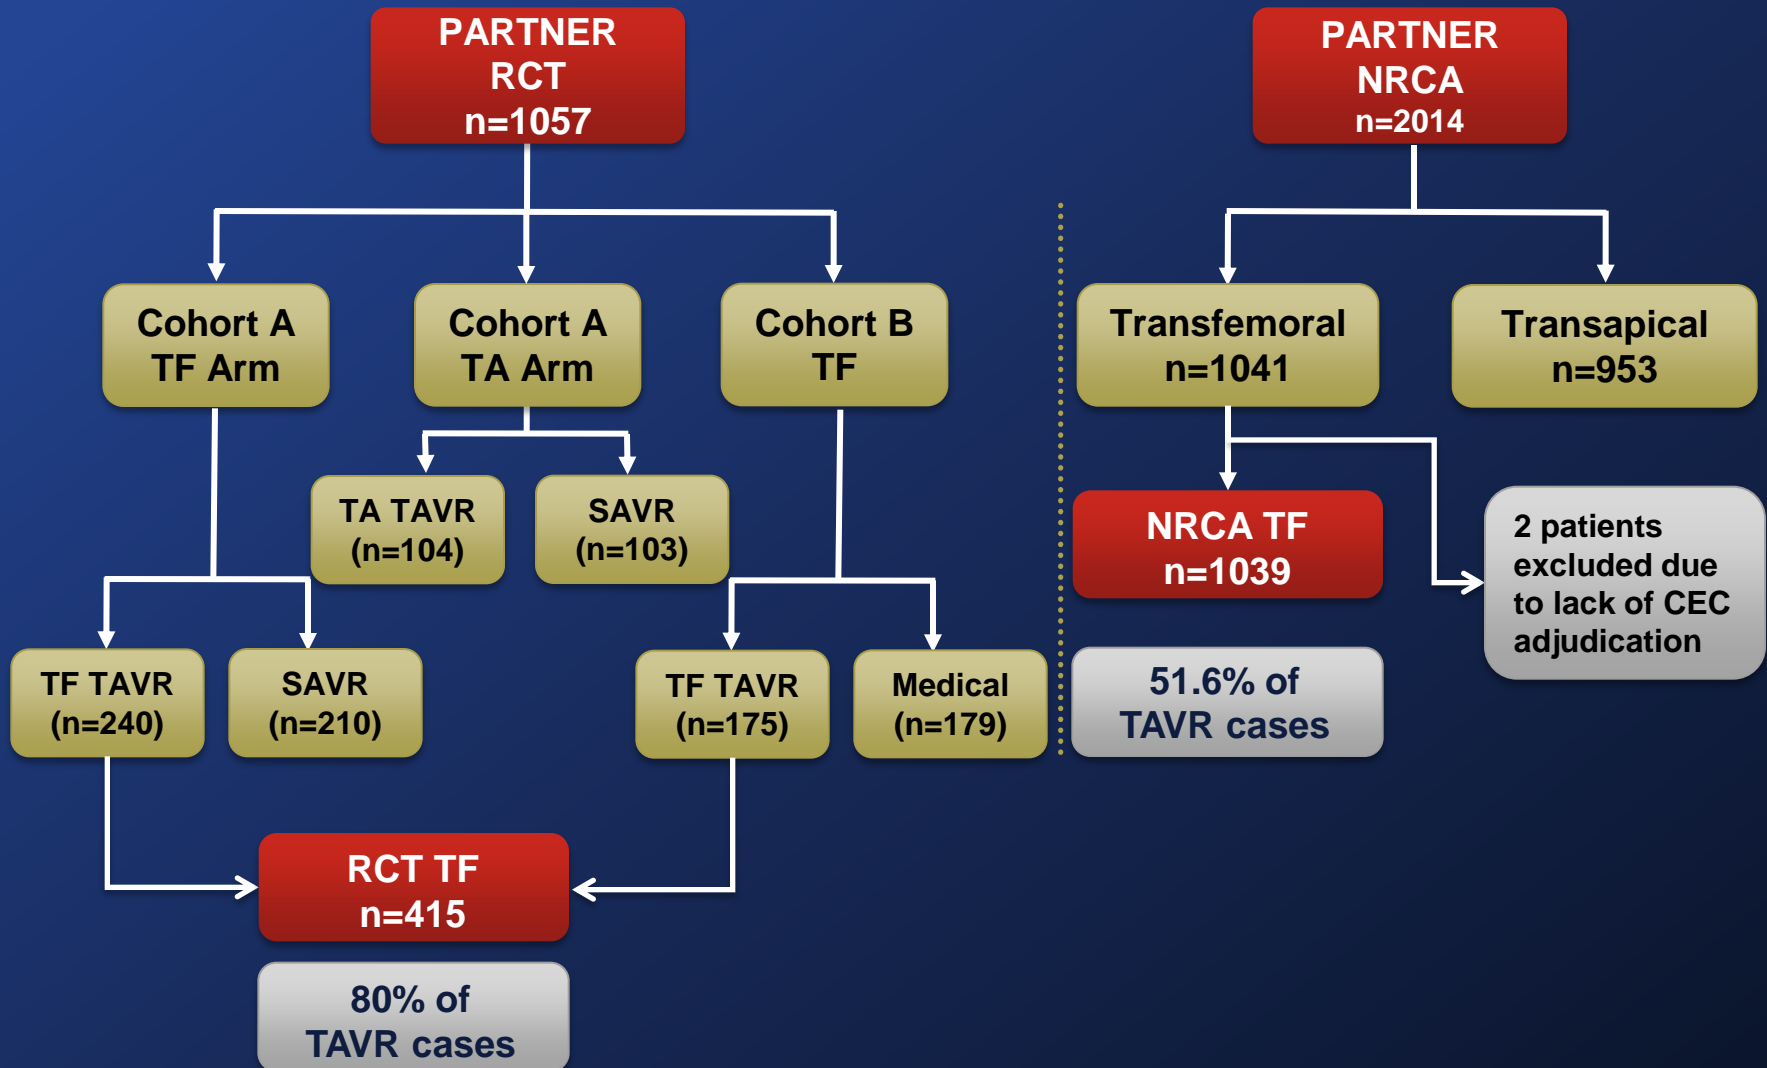 PARTNER
RCT
n=1057
PARTNER
NRCA
n=2014
Cohort A
TF Arm
Cohort A
TA Arm
Cohort B
TF
Transfemoral
n=1041
Transapical
n=953
TA TAVR
(n=104)
SAVR
(n=103)
NRCA TF
n=1039
2 patients
excluded due
to lack of CEC
adjudication
TF TAVR
(n=240)
SAVR
(n=210)
TF TAVR
(n=175)
Medical
(n=179)
51.6% of
TAVR cases
RCT TF
n=415
80% of
TAVR cases